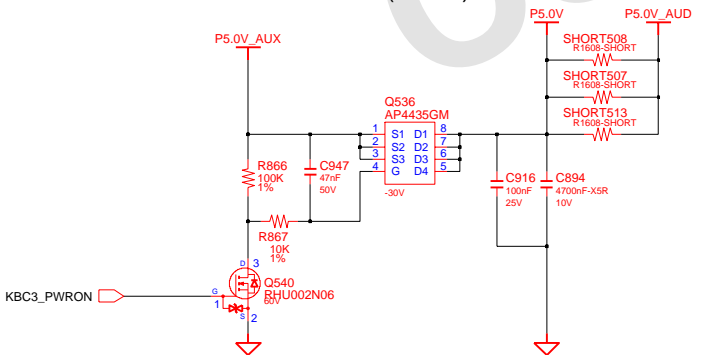 P5.0V
P5.0V_AUD
P5.0V_AUX
SHORT508
R1608-SHORT
SHORT507
R1608-SHORT
SHORT513
R1608-SHORT
Q536
AP4435GM
1 S1 D1 8
2 S2 D2 7
3 S3 D3 6
4 G D4 5
-30V
R866
100K
1%
C947
47nF
50V
C916
100nF
25V
C894
4700nF-X5R
10V
R867
10K
1%
D 3
Q540
RHU002N06
60V
KBC3_PWRON
G
1
S 2